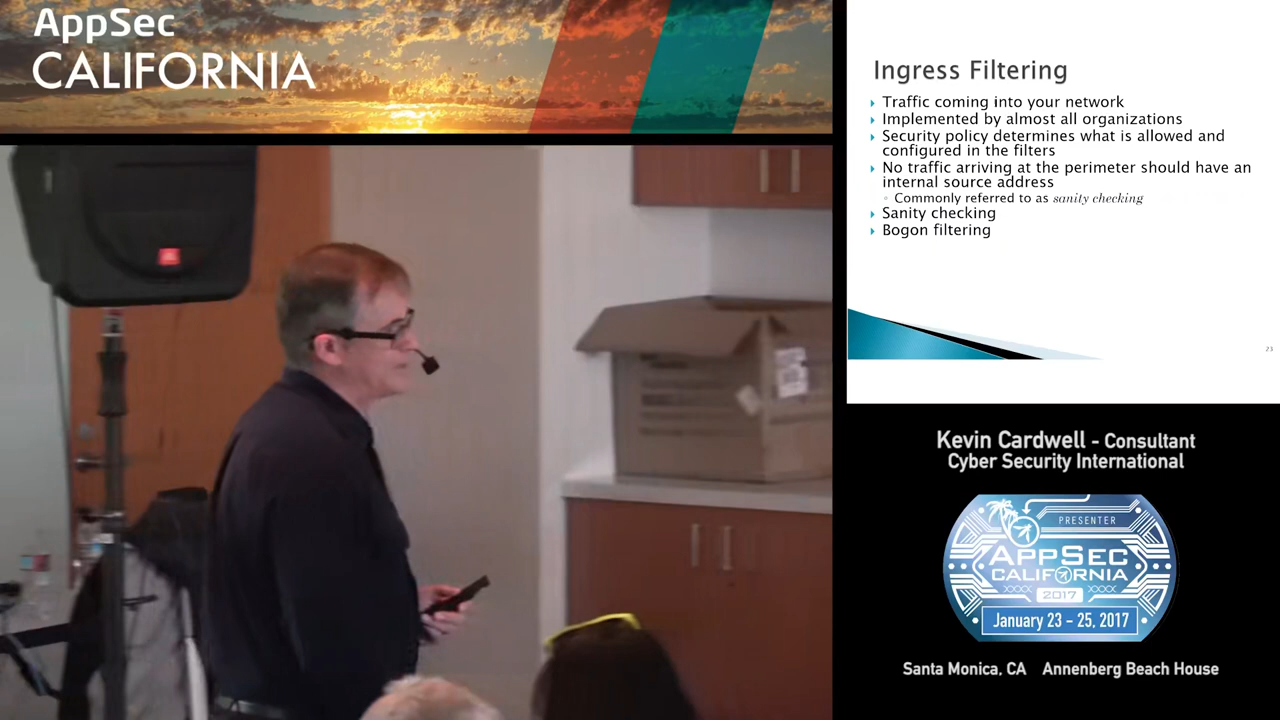 AppSec
CALIFORNIA
Ingress Filtering
Traffic coming into your network
Implemented by almost all organizations
Security policy determines what is allowed and
configured in the filters
No traffic arriving at the perimeter should have an
internal source address
Commonly referred to as sanity checking
Sanity checking
Bogon filtering
23
Kevin Cardwell - Consultant
Cyber Security International
PRESENTER
APPSEC
CALIFORNIA
2017
January 23 - 25, 2017
Santa Monica, CA Annenberg Beach House